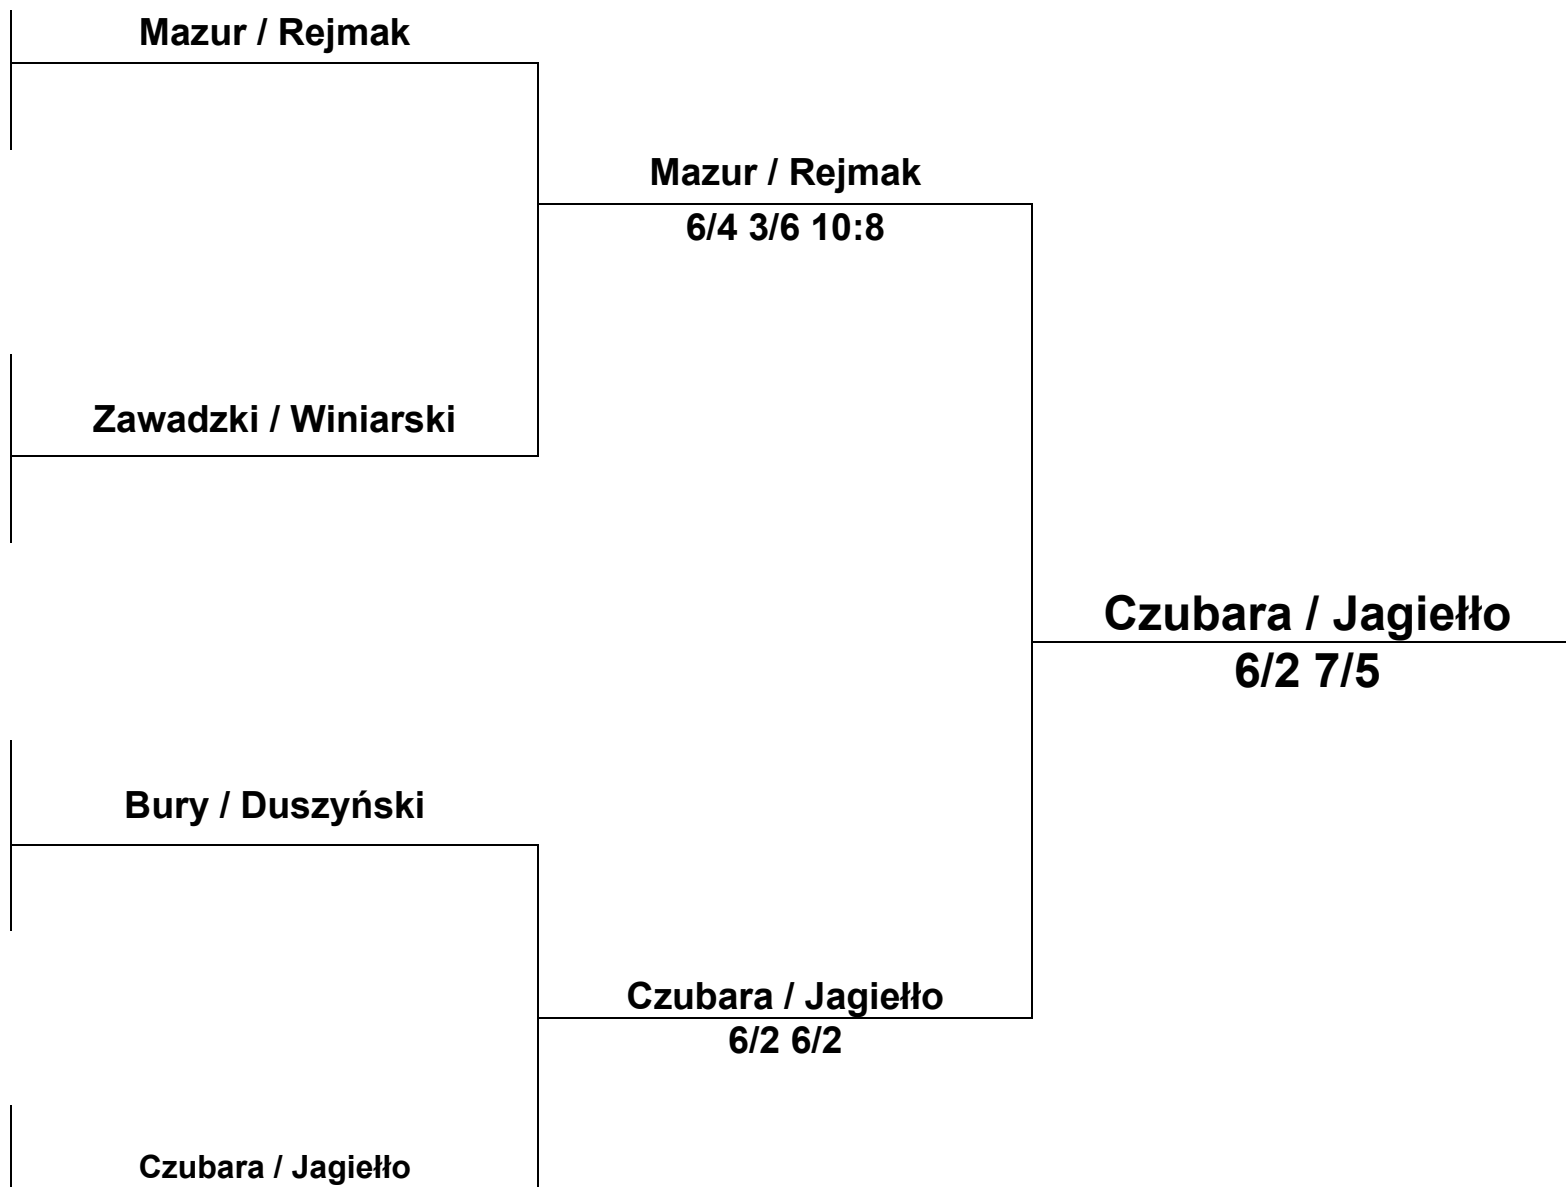 Mazur / Rejmak
Mazur / Rejmak
6/4 3/6 10:8
Zawadzki / Winiarski
Czubara / Jagiełło
6/2 7/5
Bury / Duszyński
Czubara / Jagiełło
6/2 6/2
Czubara / Jagiełło